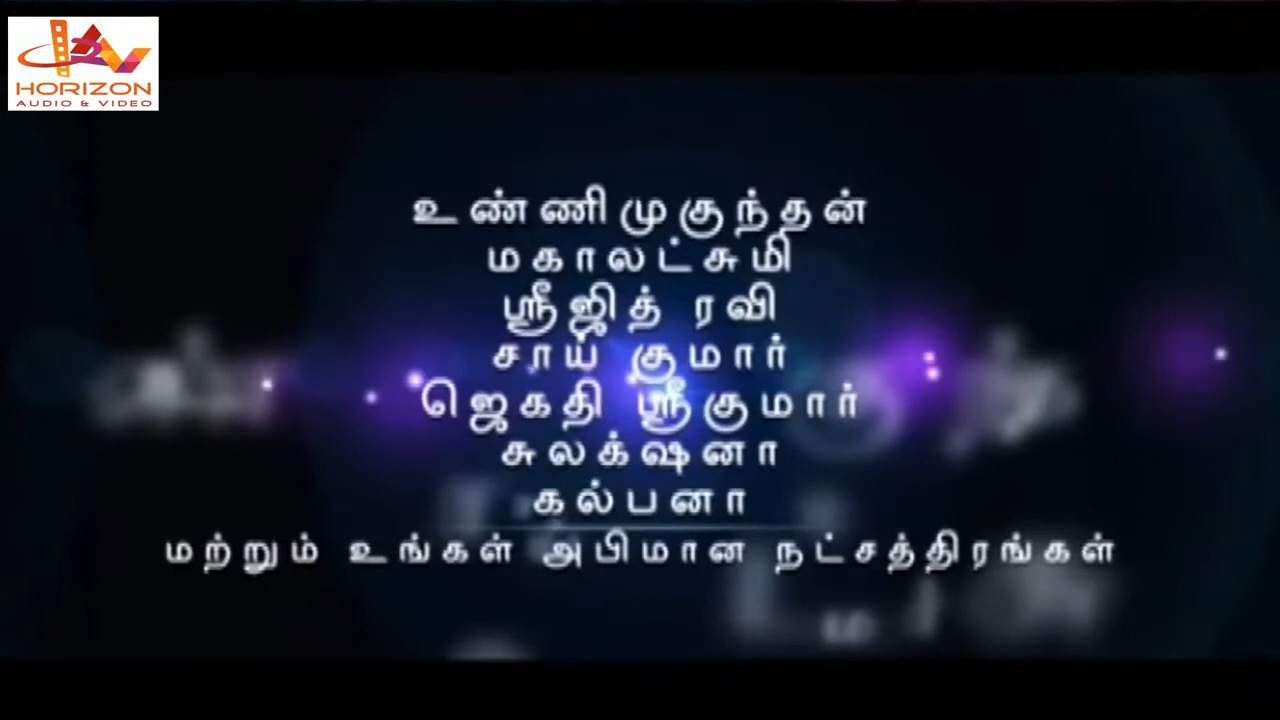 HORIZON
AUDIO & VIDEO
உண்ணிமுகுந்தன்
மகாலட்சுமி
ஸ்ரீஜித் ரவி
சாய் குமார்
ஜெகதி ஸ்ரீகுமார்
சுலக்ஷனா
கல்பனா
மற்றும் உங்கள் அபிமான நட்சத்திரங்கள்